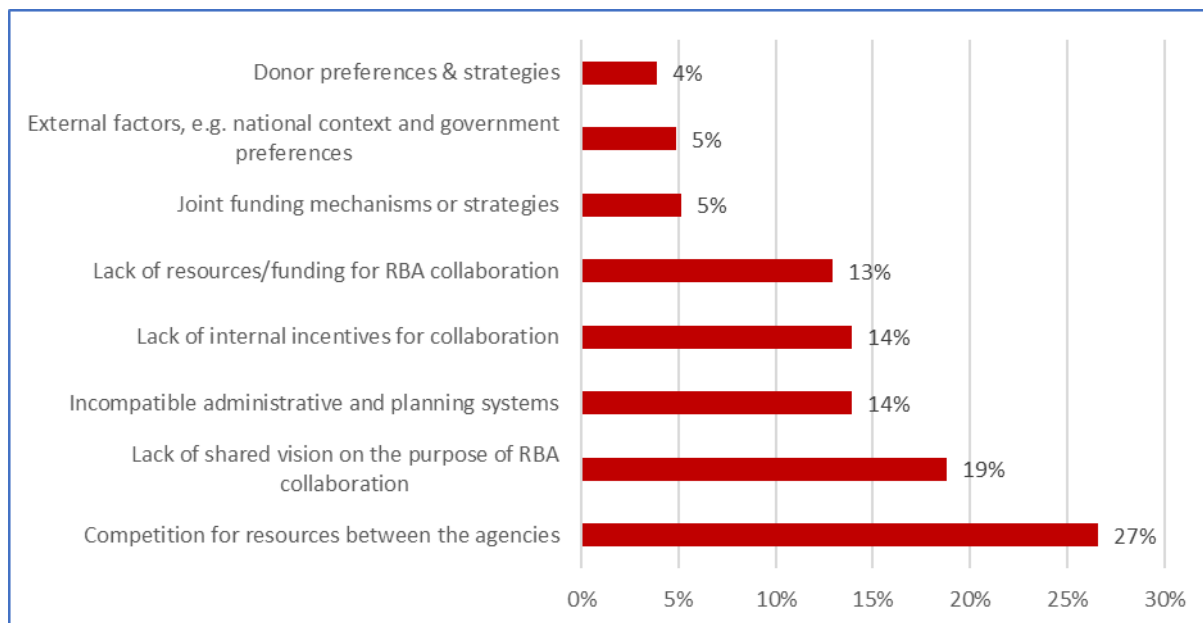 Donor preferences & strategies
4%
External factors, e.g. national context and government
preferences
5%
Joint funding mechanisms or strategies
5%
Lack of resources/funding for RBA collaboration
13%
Lack of internal incentives for collaboration
14%
Incompatible administrative and planning systems
14%
Lack of shared vision on the purpose of RBA
collaboration
19%
Competition for resources between the agencies
27%
0% 5% 10% 15% 20% 25% 30%